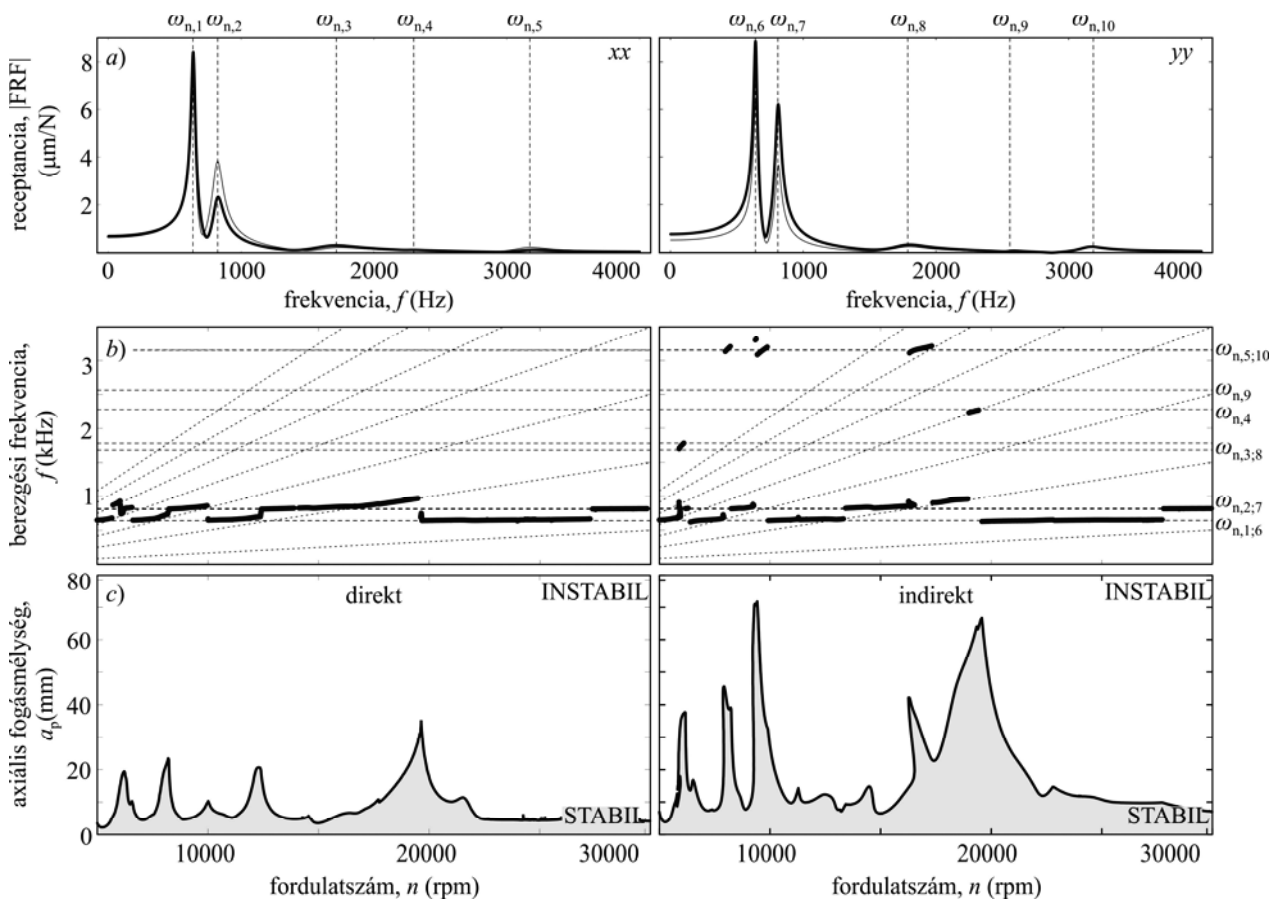 ωn,1 ωn,2 ωn,3 ωn,4 ωn,5 ωn,6 ωn,7 ωn,8 ωn,9 ωn,10
a) xx yy
receptancia, |FRF| (μm/N)
8
6
4
2
0 1000 2000 3000 4000 0 1000 2000 3000 4000
frekvencia, f (Hz) frekvencia, f (Hz)
b)
berezgési frekvencia, f (kHz)
3
2
1
ωn,5;10
ωn,9
ωn,4
ωn,3;8
ωn,2;7
ωn,1;6
c) direkt INSTABIL indirekt INSTABIL
axiális fogásmélység, ap(mm)
80
60
40
20
0
STABIL STABIL
10000 20000 30000 10000 20000 30000
fordulatszám, n (rpm) fordulatszám, n (rpm)